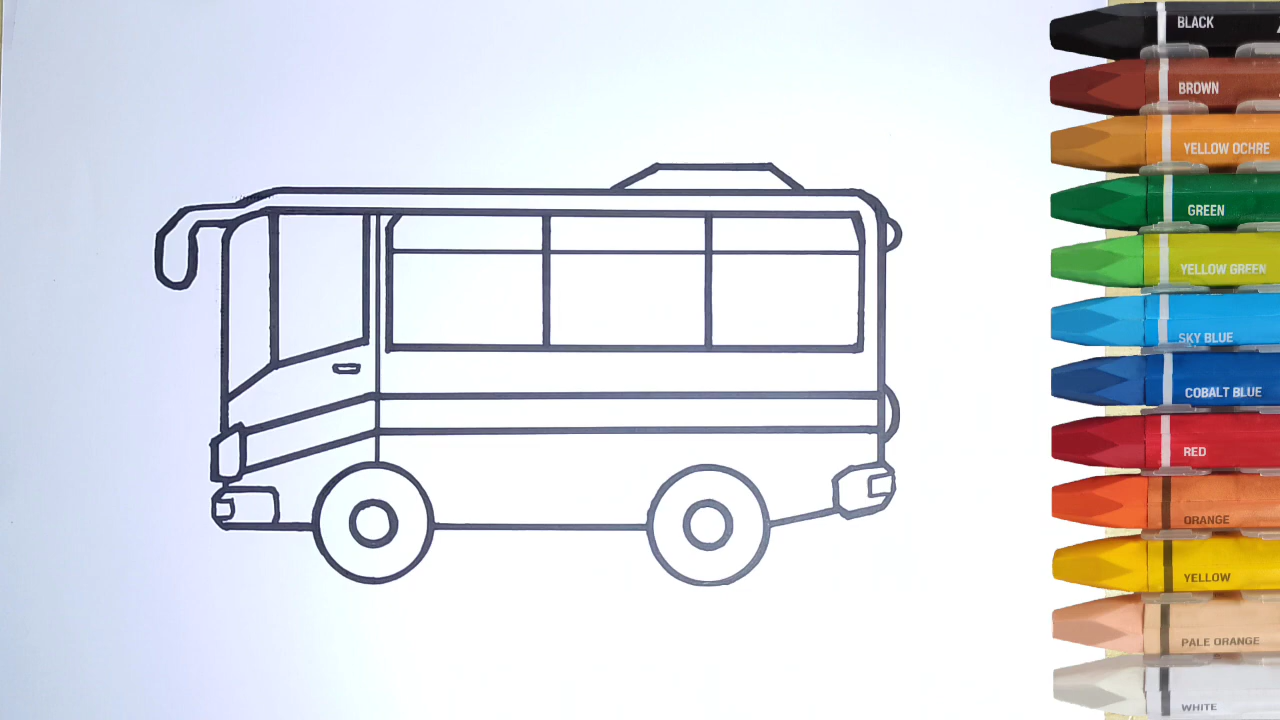 BLACK
BROWN
YELLOW OCHRE
GREEN
YELLOW GREEN
SKY BLUE
COBALT BLUE
RED
ORANGE
YELLOW
PALE ORANGE
WHITE